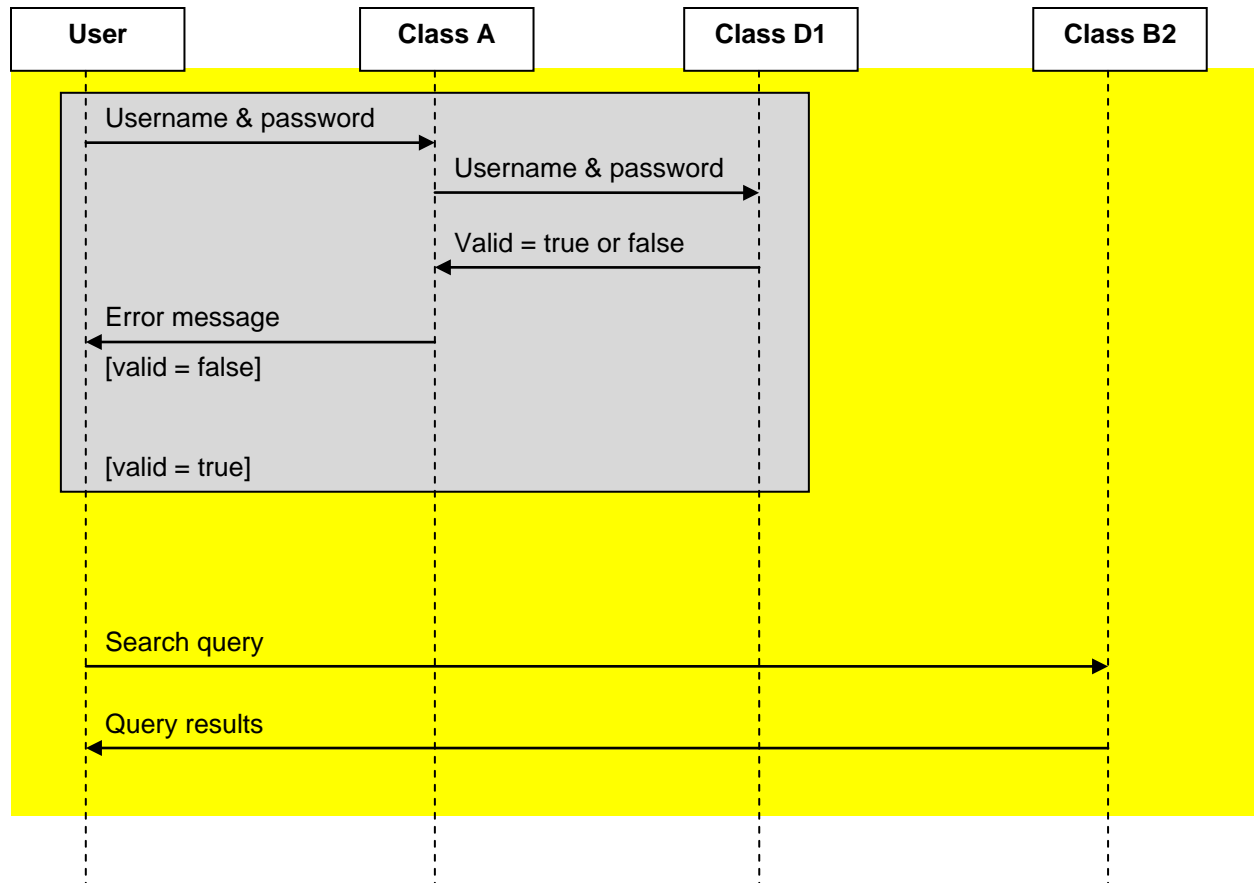 User
Class A
Class D1
Class B2
Username & password
Username & password
Valid = true or false
Error message
[valid = false]
[valid = true]
Search query
Query results